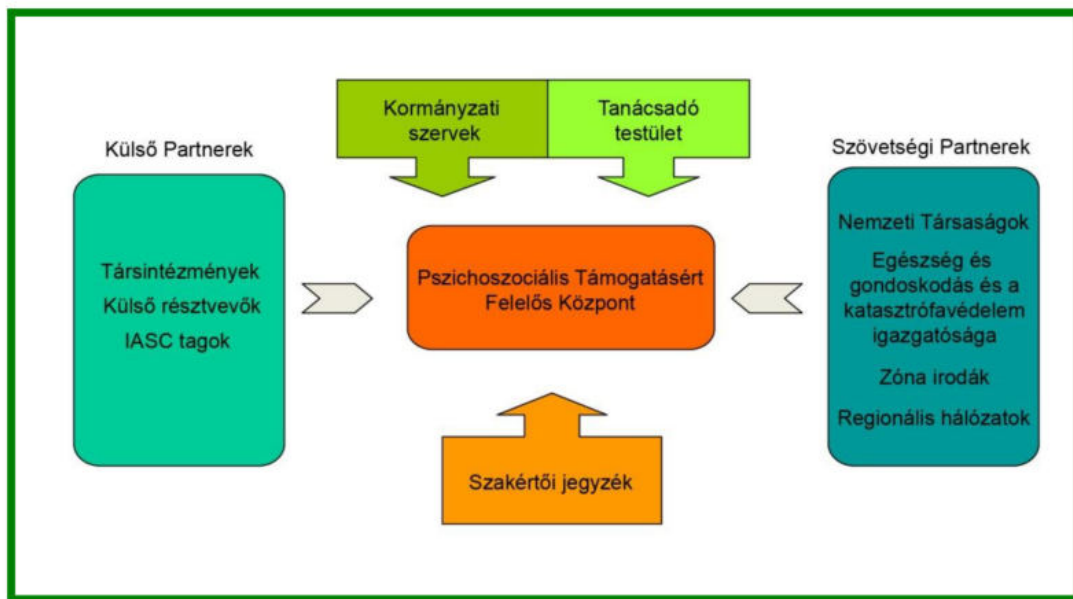 Kormányzati
szervek
Tanácsadó
testület
Külső Partnerek
Társintézmények
Külső résztvevők
IASC tagok
Pszichoszociális Támogatásért
Felelős Központ
Szövetségi Partnerek
Nemzeti Társaságok
Egészség és
gondoskodás és a
katasztrófavédelem
igazgatósága
Zóna irodák
Regionális hálózatok
Szakértői jegyzék